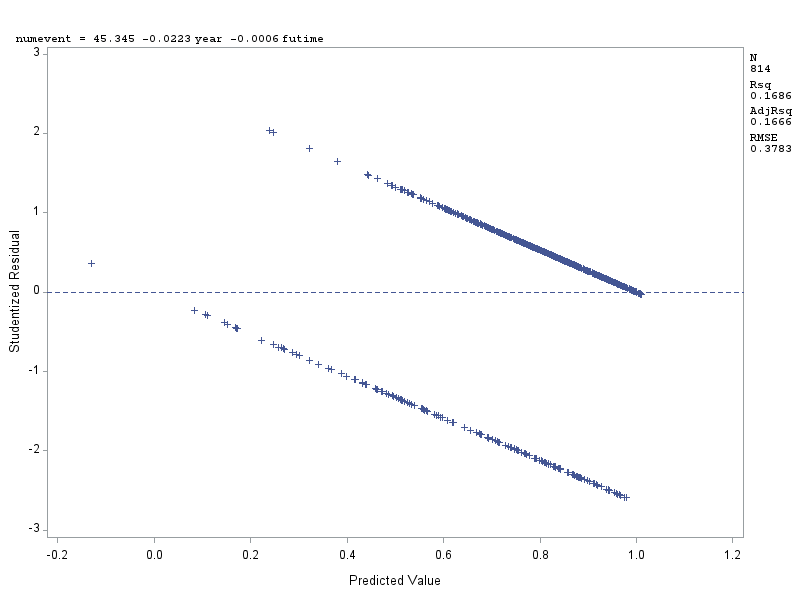 numevent = 45.345 -0.0223 year -0.0006 futime
N
814
Rsq
0.1686
AdjRsq
0.1666
RMSE
0.3783
3
2
1
0
-1
-2
-3
Studentized Residual
-0.2 0.0 0.2 0.4 0.6 0.8 1.0 1.2
Predicted Value